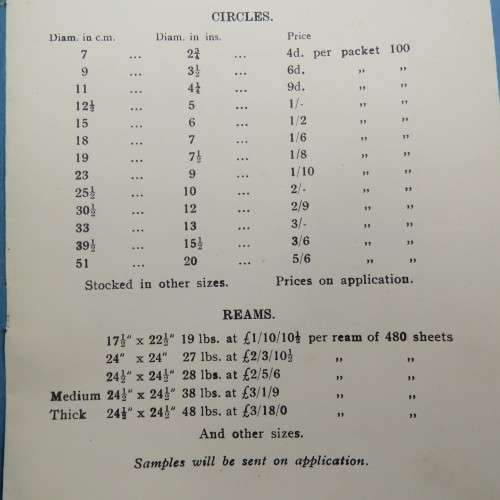 CIRCLES.
Diam. in c.m. Diam. in ins. Price
7 ... 2¾ ... 4d. per packet 100
9 ... 3½ ... 6d. ,, ,,
11 ... 4¼ ... 9d. ,, ,,
12½ ... 5 ... 1/- ,, ,,
15 ... 6 ... 1/2 ,, ,,
18 ... 7 ... 1/6 ,, ,,
19 ... 7½ ... 1/8 ,, ,,
23 ... 9 ... 1/10 ,, ,,
25½ ... 10 ... 2/- ,, ,,
30½ ... 12 ... 2/9 ,, ,,
33 ... 13 ... 3/- ,, ,,
39½ ... 15½ ... 3/6 ,, ,,
51 ... 20 ... 5/6 ,, ,,
Stocked in other sizes. Prices on application.
REAMS.
17½" x 22½" 19 lbs. at £1/10/10½ per ream of 480 sheets
24" x 24" 27 lbs. at £2/3/10½ ,, ,,
24½" x 24½" 28 lbs. at £2/5/6 ,, ,,
Medium 24½" x 24½" 38 lbs. at £3/1/9 ,, ,,
Thick 24½" x 24½" 48 lbs. at £3/18/0 ,, ,,
And other sizes.
Samples will be sent on application.